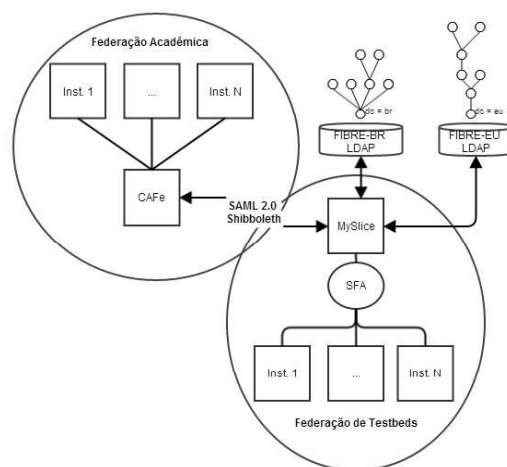 Federação Acadêmica
Inst. 1
...
Inst. N
dc = br
dc = eu
FIBRE-BR
LDAP
FIBRE-EU
LDAP
CAFe
SAML 2.0
Shibboleth
MySlice
SFA
Inst. 1
...
Inst. N
Federação de Testbeds